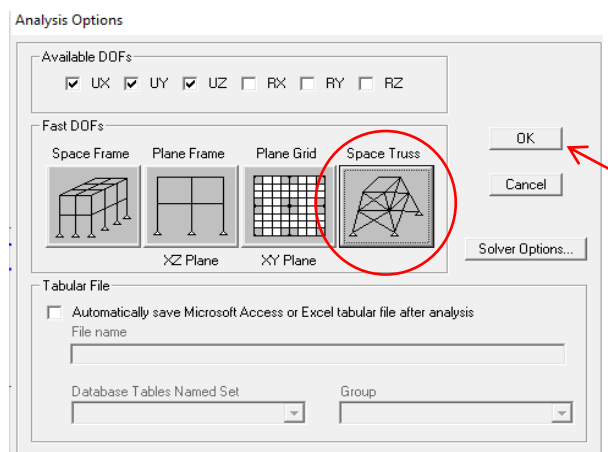 Analysis Options
Available DOFs
UX UY UZ RX RY RZ
Fast DOFs
Space Frame Plane Frame Plane Grid Space Truss
XZ Plane XY Plane
OK
Cancel
Solver Options...
Tabular File
Automatically save Microsoft Access or Excel tabular file after analysis
File name
Database Tables Named Set Group